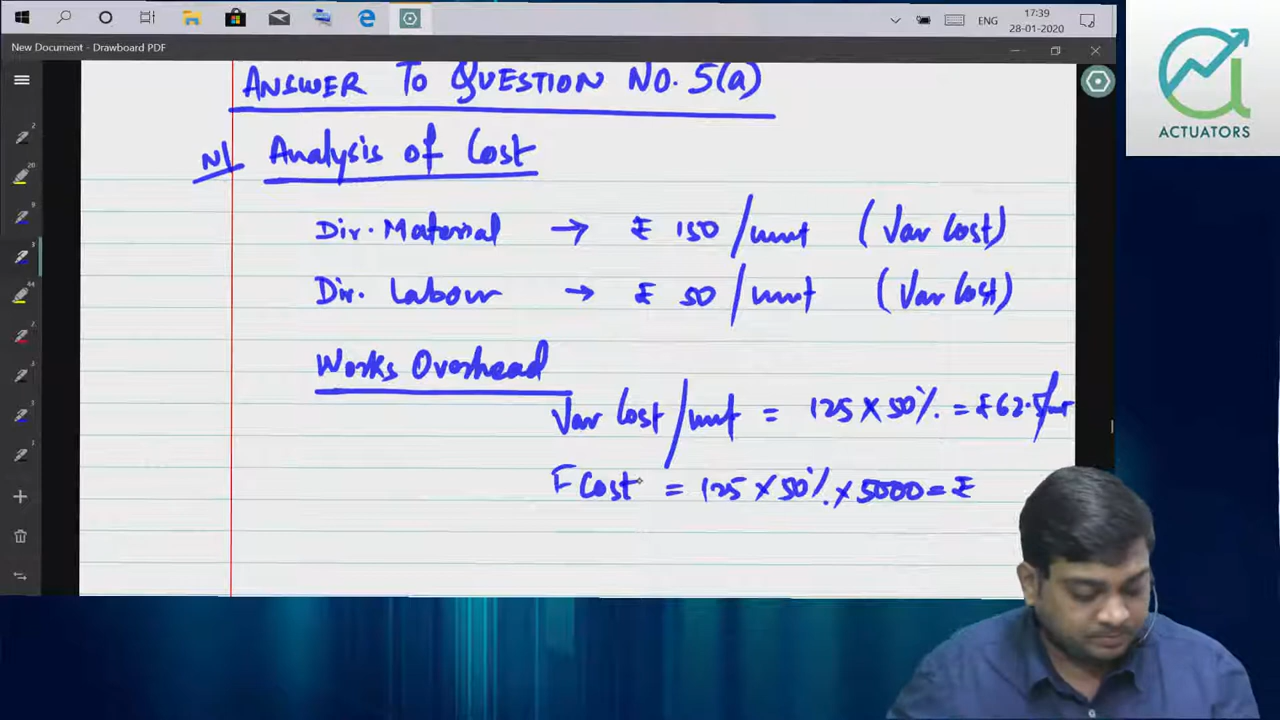 17:39
ENG
28-01-2020
New Document - Drawboard PDF
ACTUATORS
ANSWER TO QUESTION NO. 5(a)
N1 Analysis of Cost
Dir. Material → ₹ 150 / unit (Var Cost)
Dir. Labour → ₹ 50 / unit (Var Cost)
Works Overhead
Var Cost / unit = 125 X 50%. = ₹ 62.5/unit
F Cost = 125 X 50%. X 5000 = ₹